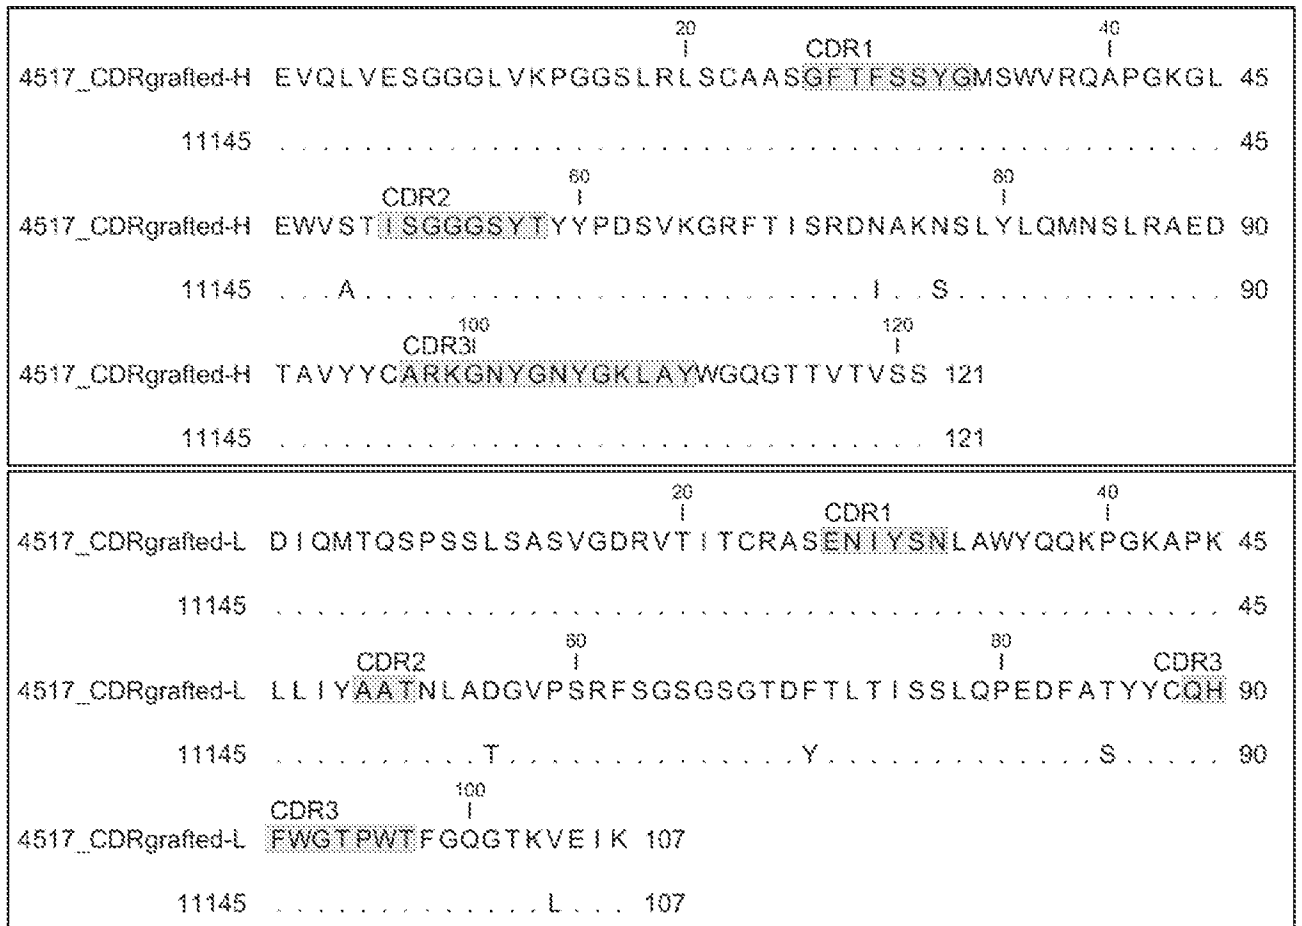 20 40
CDR1
4517_CDRgrafted-H EVQLVESGGGLVKPGGSLRLSCAASGFTFSSYGMSWVRQAPGKGL 45
11145 . . . . . . . . . . . . . . . . . . . . . . . . . . . . . . . . . . . . . . . . . . . . . 45
60 80
CDR2
4517_CDRgrafted-H EWVSTISGGGSYTYYPDSVKGRFTISRDNAKNSLYLQMNSLRAED 90
11145 . . . A . . . . . . . . . . . . . . . . . . . . . . . . I . . S . . . . . . . . . . . . . 90
100 120
CDR3
4517_CDRgrafted-H TAVYYCARKGNYGNYGKLAYWGQGTTVTVSS 121
11145 . . . . . . . . . . . . . . . . . . . . . . . . . . . . . . . 121
20 40
CDR1
4517_CDRgrafted-L DIQMTQSPSSLSASVGDRVTITCRASENIYSNLAWYQQKPGKAPK 45
11145 . . . . . . . . . . . . . . . . . . . . . . . . . . . . . . . . . . . . . . . . . . . . . 45
60 80
CDR2 CDR3
4517_CDRgrafted-L LLIYAATNLADGVPSRFSGSGSGTDFTLTISSLQPEDFATYYCQH 90
11145 . . . . . . . . . . T . . . . . . . . . . . . . . Y . . . . . . . . . . . . . S . . . . . 90
100
CDR3
4517_CDRgrafted-L FWGTPWTFGQGTKVEIK 107
11145 . . . . . . . . . . . . . L . . . 107